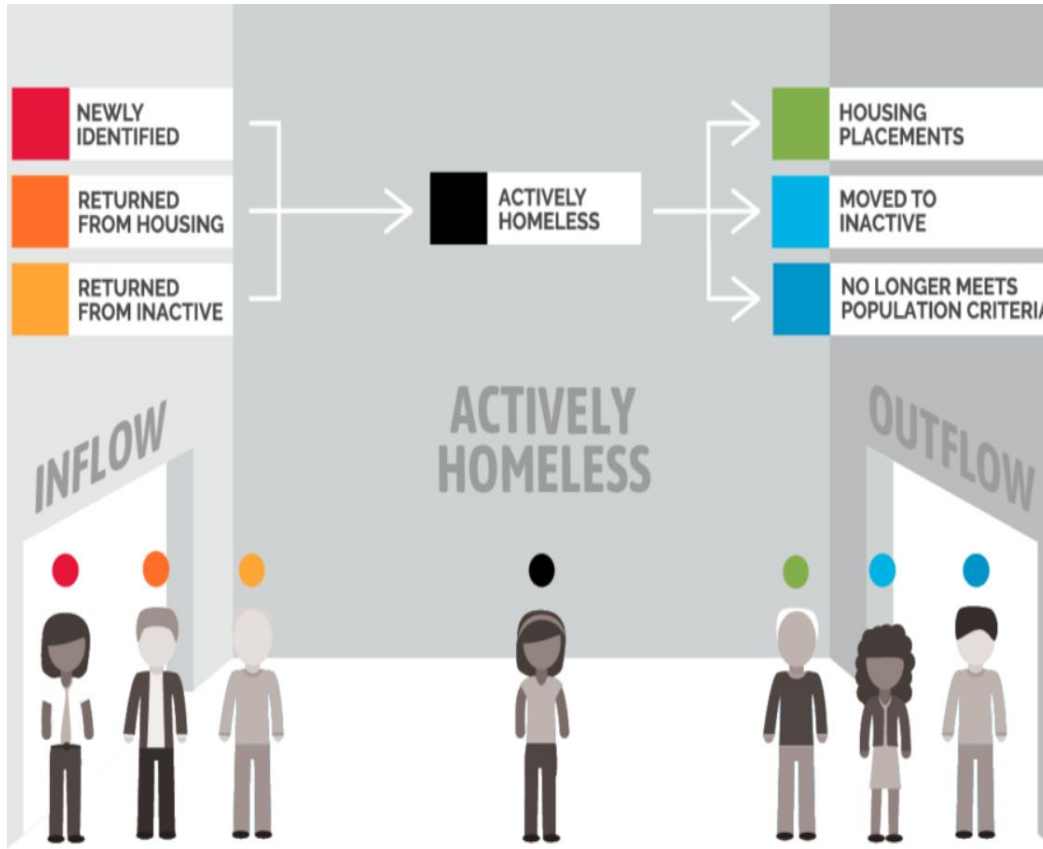 NEWLY
IDENTIFIED
RETURNED
FROM HOUSING
RETURNED
FROM INACTIVE
ACTIVELY
HOMELESS
HOUSING
PLACEMENTS
MOVED TO
INACTIVE
NO LONGER MEETS
POPULATION CRITERIA
INFLOW
ACTIVELY
HOMELESS
OUTFLOW